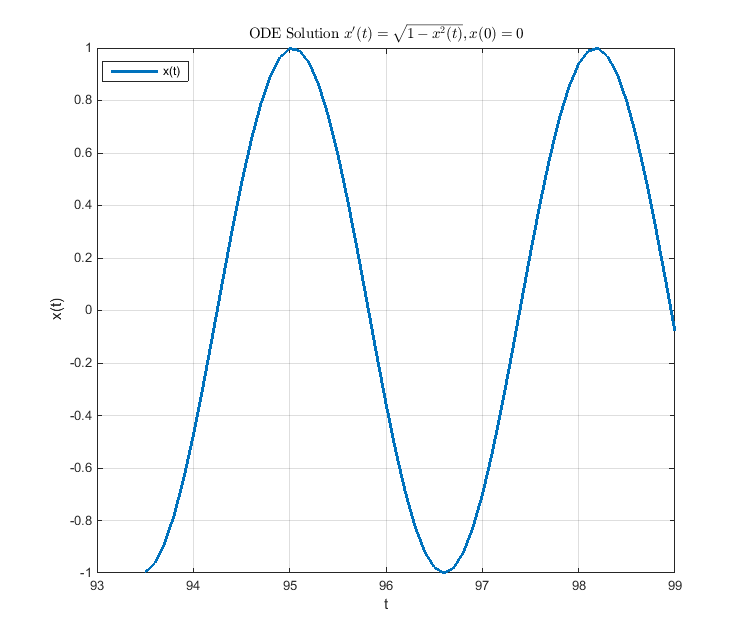 ODE Solution x′(t) = √(1 − x²(t)), x(0) = 0
x(t)
1
0.8
0.6
0.4
0.2
0
-0.2
-0.4
-0.6
-0.8
-1
x(t)
93 94 95 96 97 98 99
t